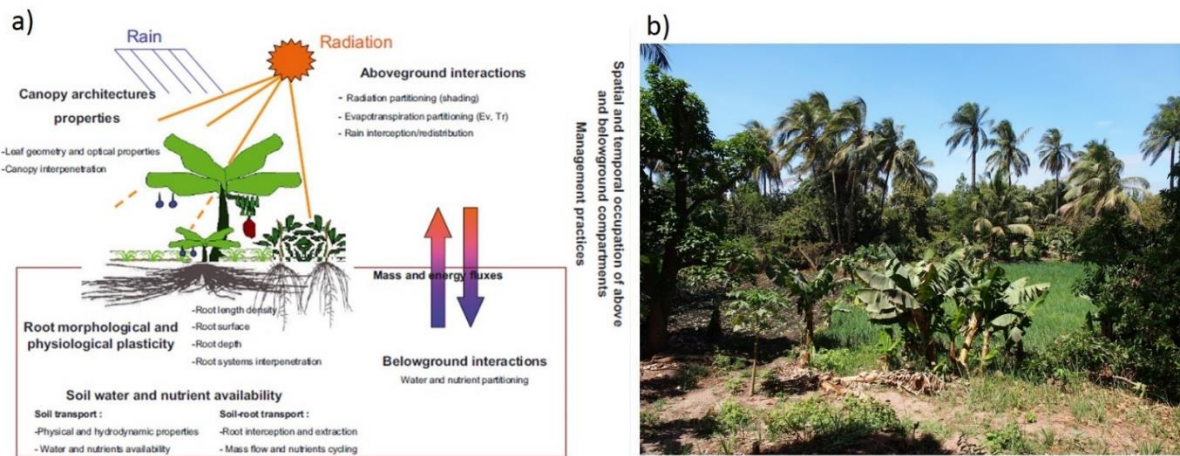 a)
Rain
Radiation
Canopy architectures
properties
-Leaf geometry and optical properties
-Canopy interpenetration
Aboveground interactions
- Radiation partitioning (shading)
- Evapotranspiration partitioning (Ev, Tr)
- Rain interception/redistribution
Mass and energy fluxes
Root morphological and
physiological plasticity
-Root length density
-Root surface
-Root depth
-Root systems interpenetration
Belowground interactions
Water and nutrient partitioning
Soil water and nutrient availability
Soil transport :
-Physical and hydrodynamic properties
- Water and nutrients availability
Soil-root transport :
-Root interception and extraction
- Mass flow and nutrients cycling
Spatial and temporal occupation of above
and belowground compartments
Management practices
b)